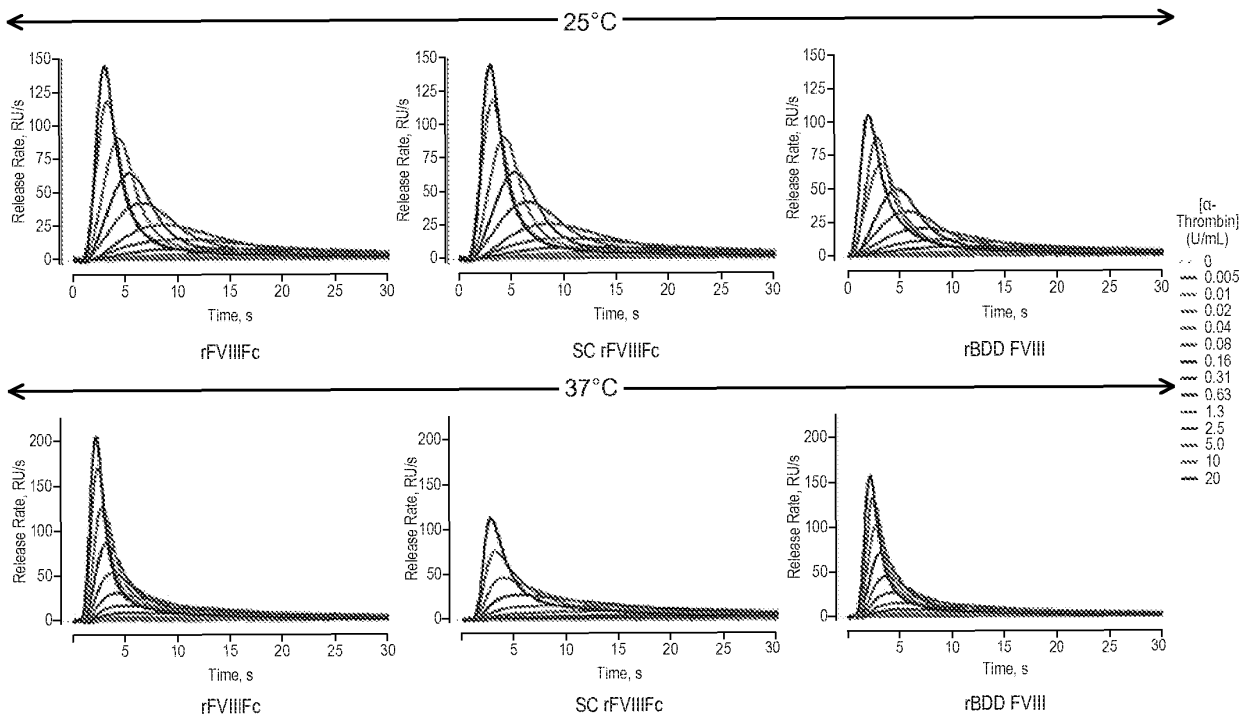 25°C
150
125
100
75
50
25
0
Release Rate, RU/s
0 5 10 15 20 25 30
Time, s
rFVIIIFc
150
125
100
75
50
25
0
Release Rate, RU/s
0 5 10 15 20 25 30
Time, s
SC rFVIIIFc
150
125
100
75
50
25
0
Release Rate, RU/s
0 5 10 15 20 25 30
Time, s
rBDD FVIII
[α-
Thrombin]
(U/mL)
0
0.005
0.01
0.02
0.04
0.08
0.16
0.31
0.63
1.3
2.5
5.0
10
20
37°C
200
150
100
50
0
Release Rate, RU/s
5 10 15 20 25 30
Time, s
rFVIIIFc
200
150
100
50
0
Release Rate, RU/s
5 10 15 20 25 30
Time, s
SC rFVIIIFc
200
150
100
50
0
Release Rate, RU/s
5 10 15 20 25 30
Time, s
rBDD FVIII